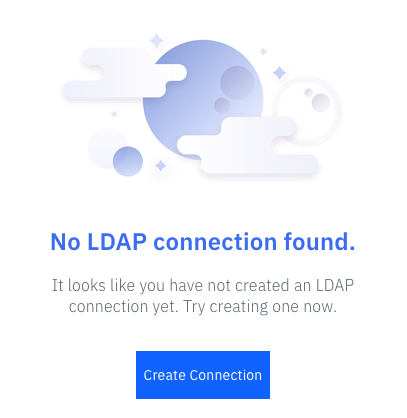 No LDAP connection found.
It looks like you have not created an LDAP
connection yet. Try creating one now.
Create Connection